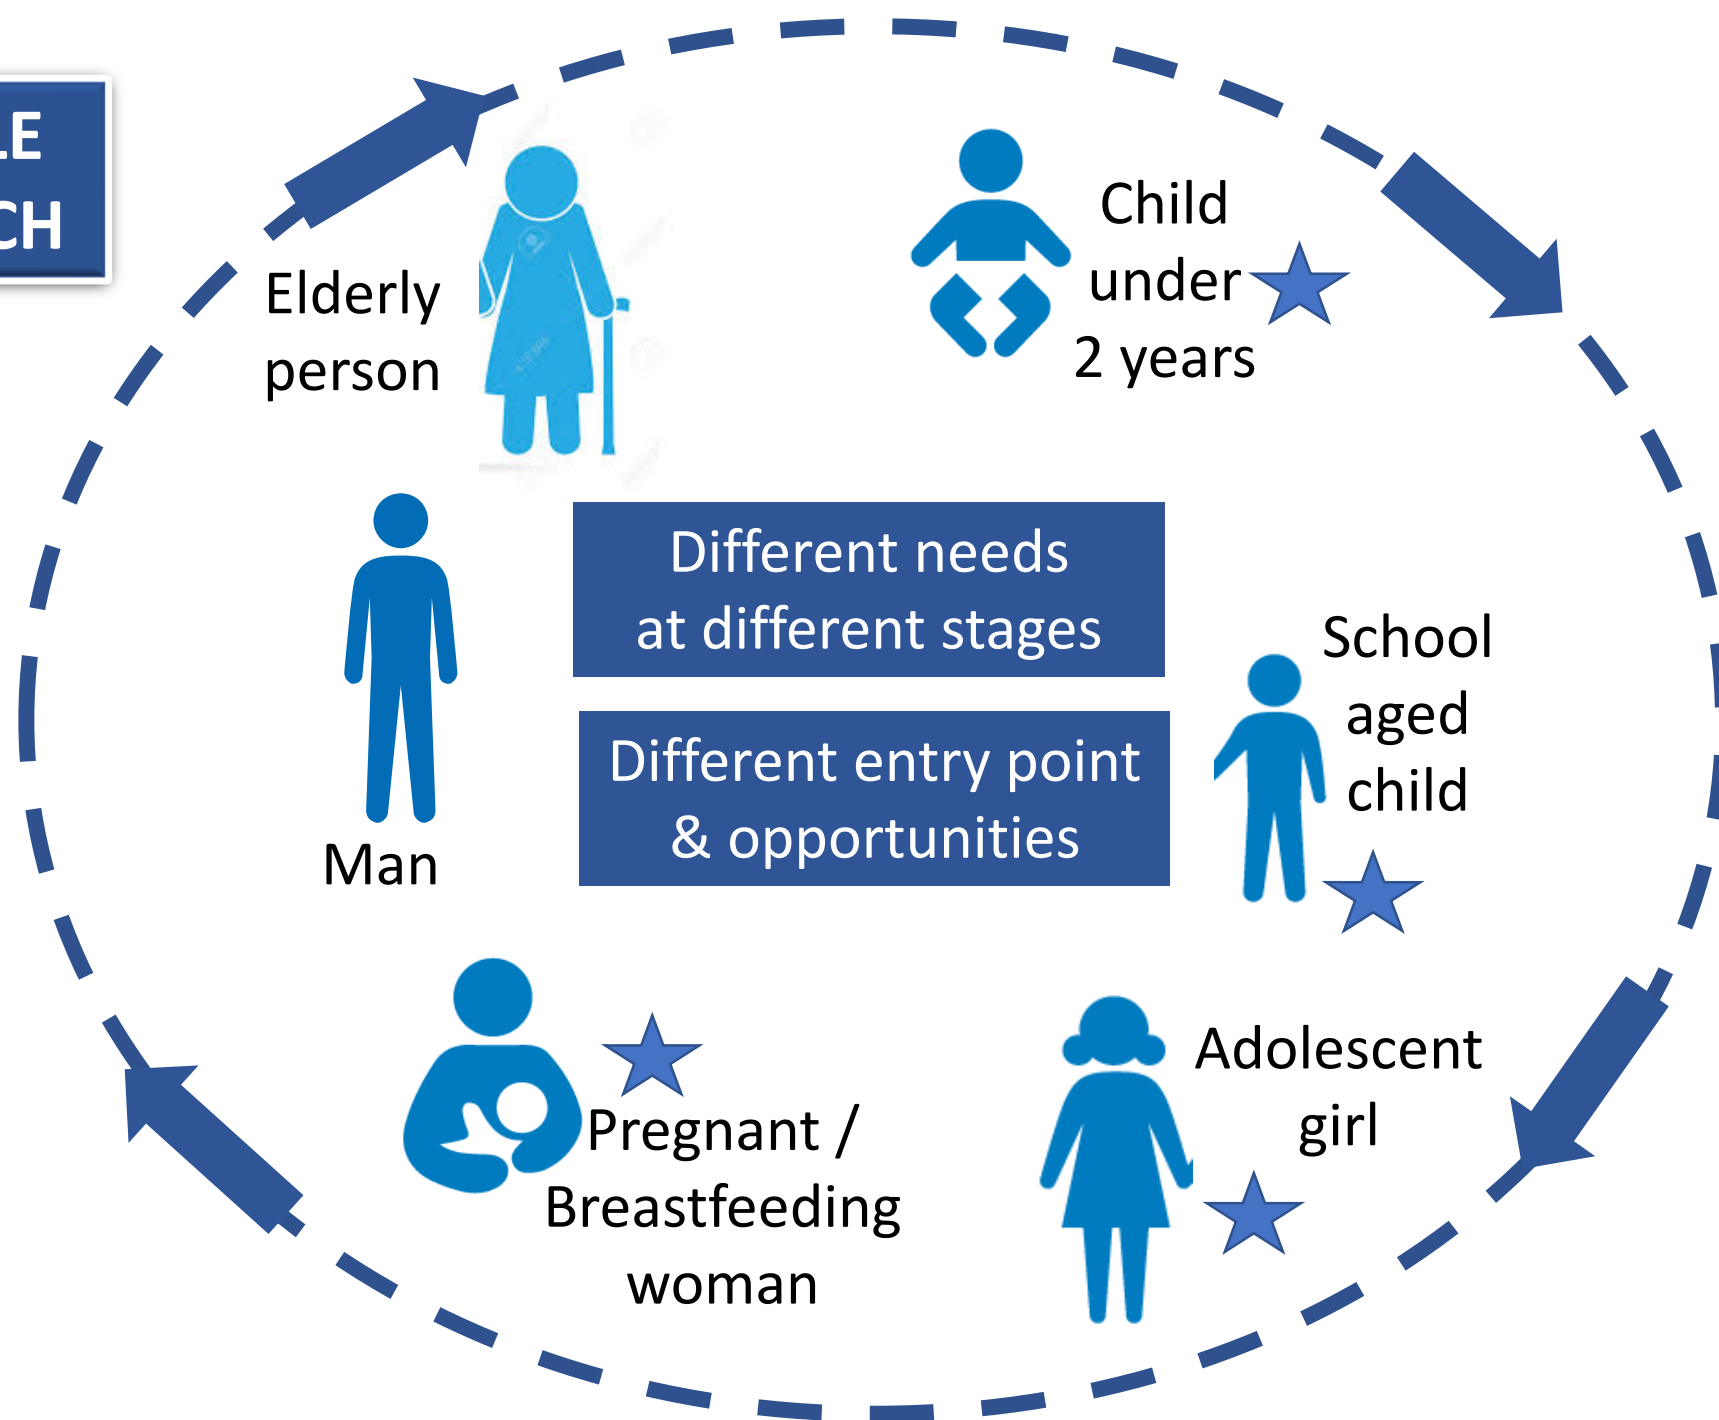 LE
CH
Elderly
person
Child
under
2 years
Different needs
at different stages
School
aged
child
Different entry point
& opportunities
Man
Adolescent
girl
Pregnant /
Breastfeeding
woman